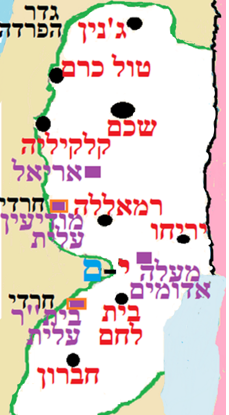 גדר
הפרדה
ג'נין
טול כרם
שכם
קלקיליה
אריאל
חרדי
רמאללה
מודיעין
עלית
יריחו
י-ם
מעלה
אדומים
חרדי
בית
בית"ר
לחם
עלית
חברון